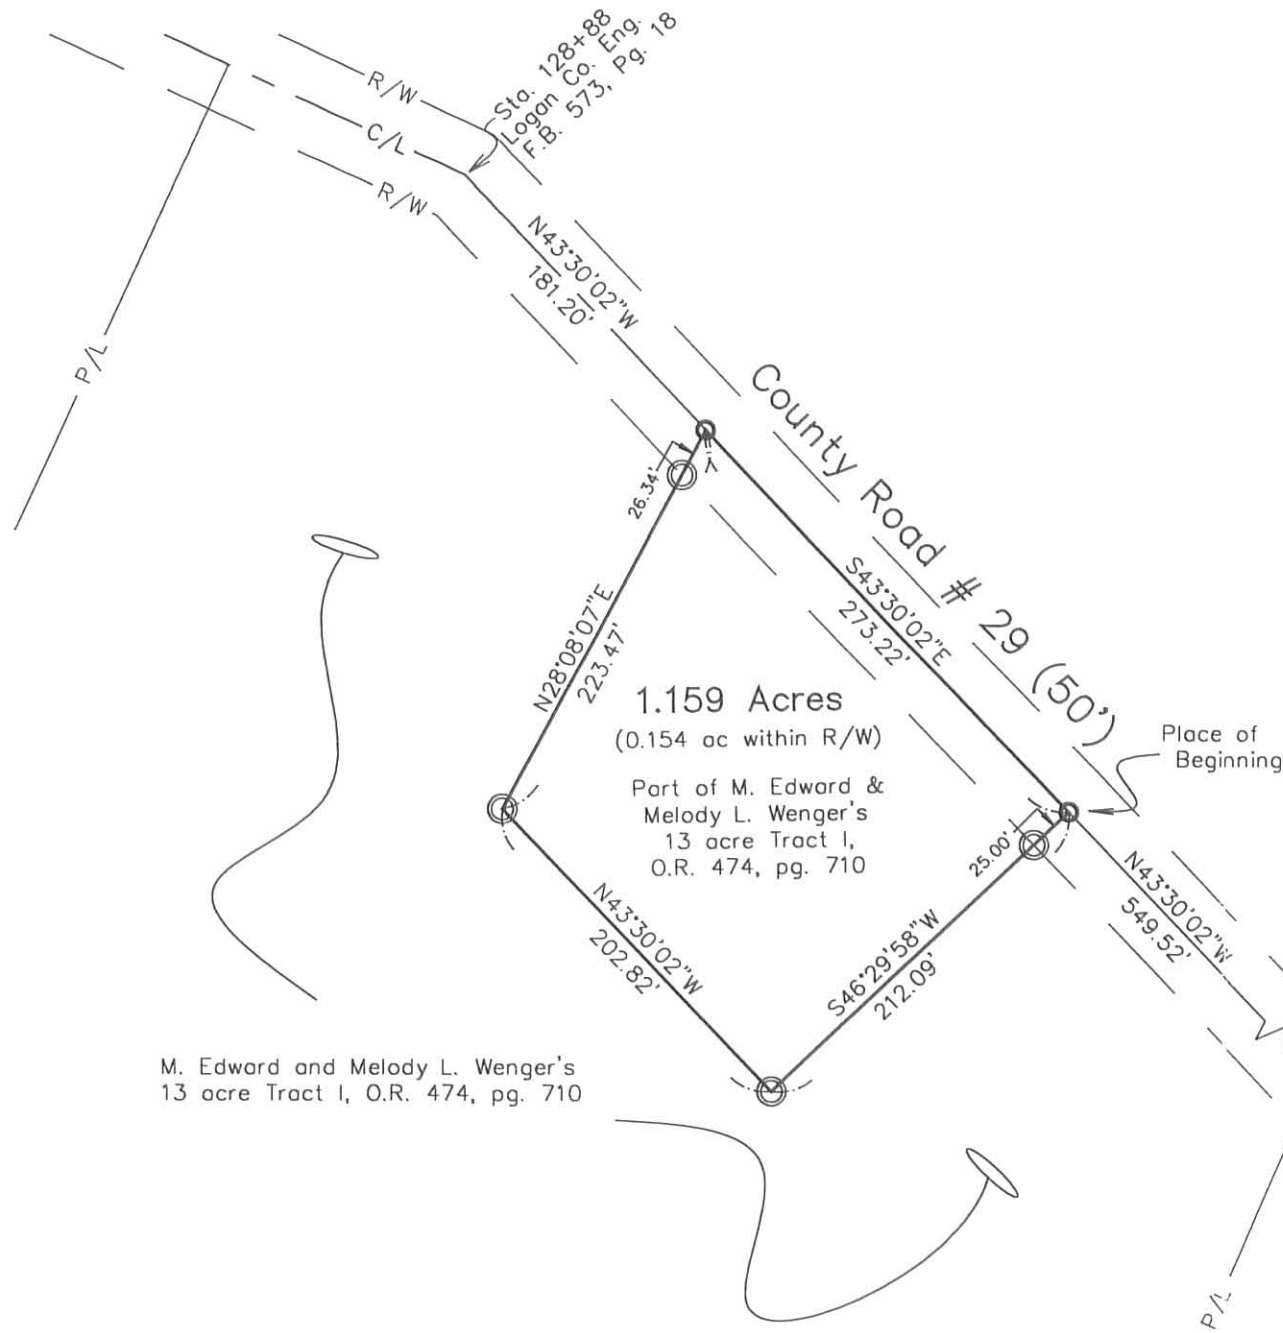 Sta. 128+88
Logan Co. Eng.
F.B. 573, Pg. 18
R/W
C/L
R/W
P/L
N43°30'02"W
181.20'
County Road # 29 (50')
26.34'
S43°30'02"E
273.22'
N28°08'07"E
223.47'
1.159 Acres
(0.154 ac within R/W)
Part of M. Edward &
Melody L. Wenger's
13 acre Tract I,
O.R. 474, pg. 710
Place of
Beginning
25.00'
N43°30'02"W
549.52'
N43°30'02"W
202.82'
S46°29'58"W
212.09'
M. Edward and Melody L. Wenger's
13 acre Tract I, O.R. 474, pg. 710
P/L